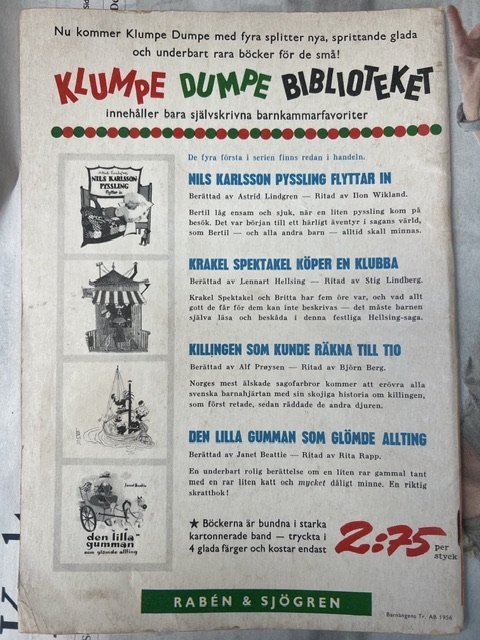 Nu kommer Klumpe Dumpe med fyra splitter nya, sprittande glada
och underbart rara böcker för de små!
KLUMPE DUMPE BIBLIOTEKET
innehåller bara självskrivna barnkammarfavoriter
De fyra första i serien finns redan i handeln.
NILS KARLSSON PYSSLING
flyttar in
NILS KARLSSON PYSSLING FLYTTAR IN
Berättad av Astrid Lindgren — Ritad av Ilon Wikland.
Bertil låg ensam och sjuk, när en liten pyssling kom på
besök. Det var början till ett härligt äventyr i sagans värld,
som Bertil — och alla andra barn — alltid skall minnas.
KRAKEL SPEKTAKEL KÖPER EN KLUBBA
Berättad av Lennart Hellsing — Ritad av Stig Lindberg.
Krakel Spektakel och Britta har fem öre var, och vad allt
gott de får för dem kan inte beskrivas — det måste barnen
själva läsa och beskåda i denna festliga Hellsing-saga.
KILLINGEN SOM KUNDE RÄKNA TILL TIO
Berättad av Alf Prøysen — Ritad av Björn Berg.
Norges mest älskade sagofarbror kommer att erövra alla
svenska barnahjärtan med sin skojiga historia om killingen,
som först retade, sedan räddade de andra djuren.
DEN LILLA GUMMAN SOM GLÖMDE ALLTING
Berättad av Janet Beattie — Ritad av Rita Rapp.
En underbart rolig berättelse om en liten rar gammal tant
med en rar liten katt och mycket dåligt minne. En riktig
skrattbok!
Janet Beattie
den lilla
gumman
som glömde allting
★ Böckerna är bundna i starka
kartonnerade band — tryckta i
4 glada färger och kostar endast
2:75 per
styck
RABÉN & SJÖGREN
Barnängens Tr. AB 1956